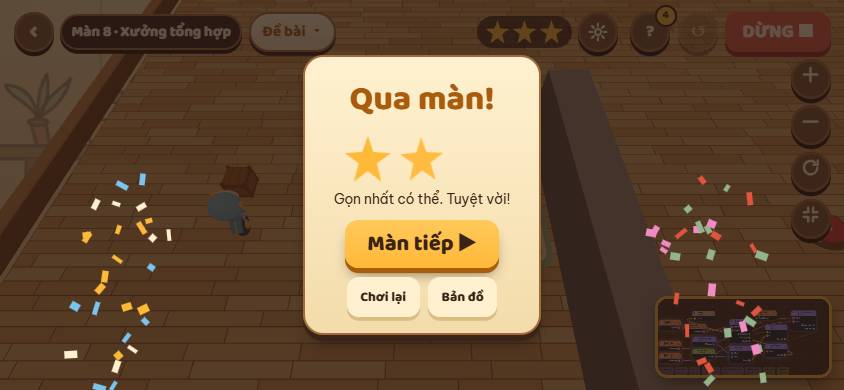 Màn 8 · Xưởng tổng hợp
Đề bài
?
4
DỪNG
Qua màn!
Gọn nhất có thể. Tuyệt vời!
Màn tiếp
Chơi lại
Bản đồ